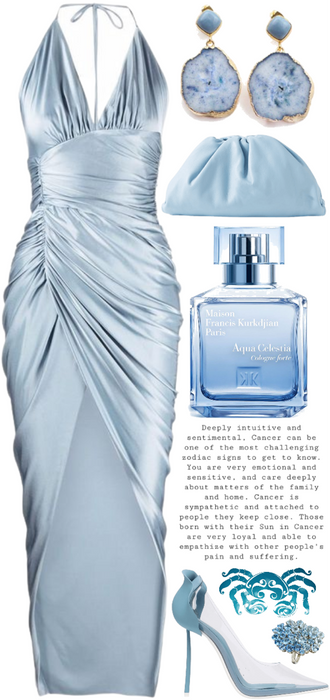 Maison
Francis Kurkdjian
Paris
Aqua Celestia
Cologne forte
Deeply intuitive and
sentimental, Cancer can be
one of the most challenging
zodiac signs to get to know.
You are very emotional and
sensitive, and care deeply
about matters of the family
and home. Cancer is
sympathetic and attached to
people they keep close. Those
born with their Sun in Cancer
are very loyal and able to
empathise with other people's
pain and suffering.